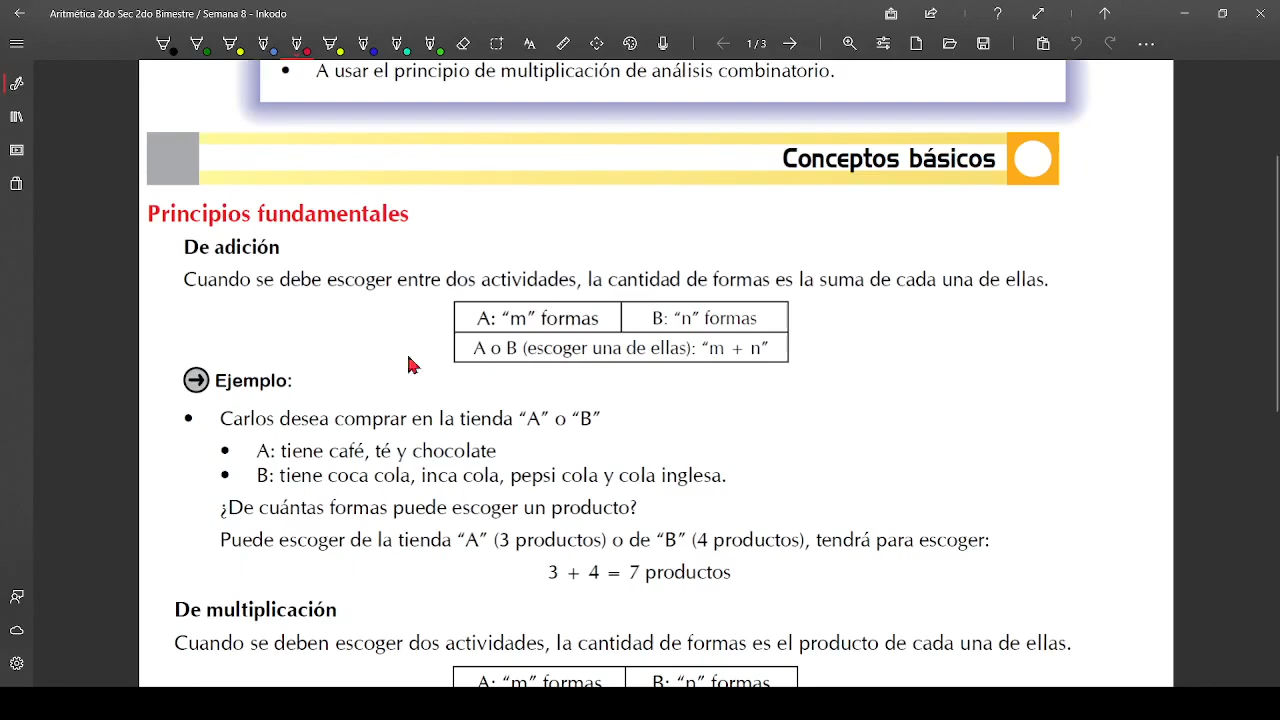 Aritmética 2do Sec 2do Bimestre / Semana 8 - Inkodo
1/3
• A usar el principio de multiplicación de análisis combinatorio.
Conceptos básicos
Principios fundamentales
De adición
Cuando se debe escoger entre dos actividades, la cantidad de formas es la suma de cada una de ellas.
A: “m” formas B: “n” formas
A o B (escoger una de ellas): “m + n”
Ejemplo:
• Carlos desea comprar en la tienda “A” o “B”
• A: tiene café, té y chocolate
• B: tiene coca cola, inca cola, pepsi cola y cola inglesa.
¿De cuántas formas puede escoger un producto?
Puede escoger de la tienda “A” (3 productos) o de “B” (4 productos), tendrá para escoger:
3 + 4 = 7 productos
De multiplicación
Cuando se deben escoger dos actividades, la cantidad de formas es el producto de cada una de ellas.
A: “m” formas B: “n” formas